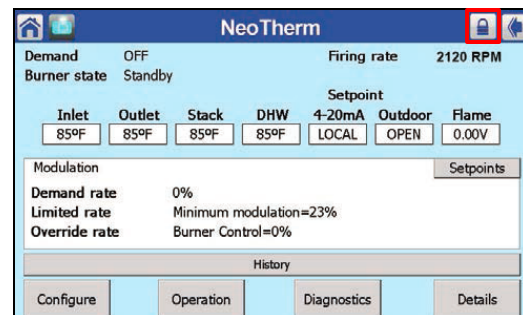 NeoTherm
Demand OFF Firing rate 2120 RPM
Burner state Standby
Setpoint
Inlet Outlet Stack DHW 4-20mA Outdoor Flame
85ºF 85ºF 85ºF 85ºF LOCAL OPEN 0.00V
Modulation Setpoints
Demand rate 0%
Limited rate Minimum modulation=23%
Override rate Burner Control=0%
History
Configure Operation Diagnostics Details